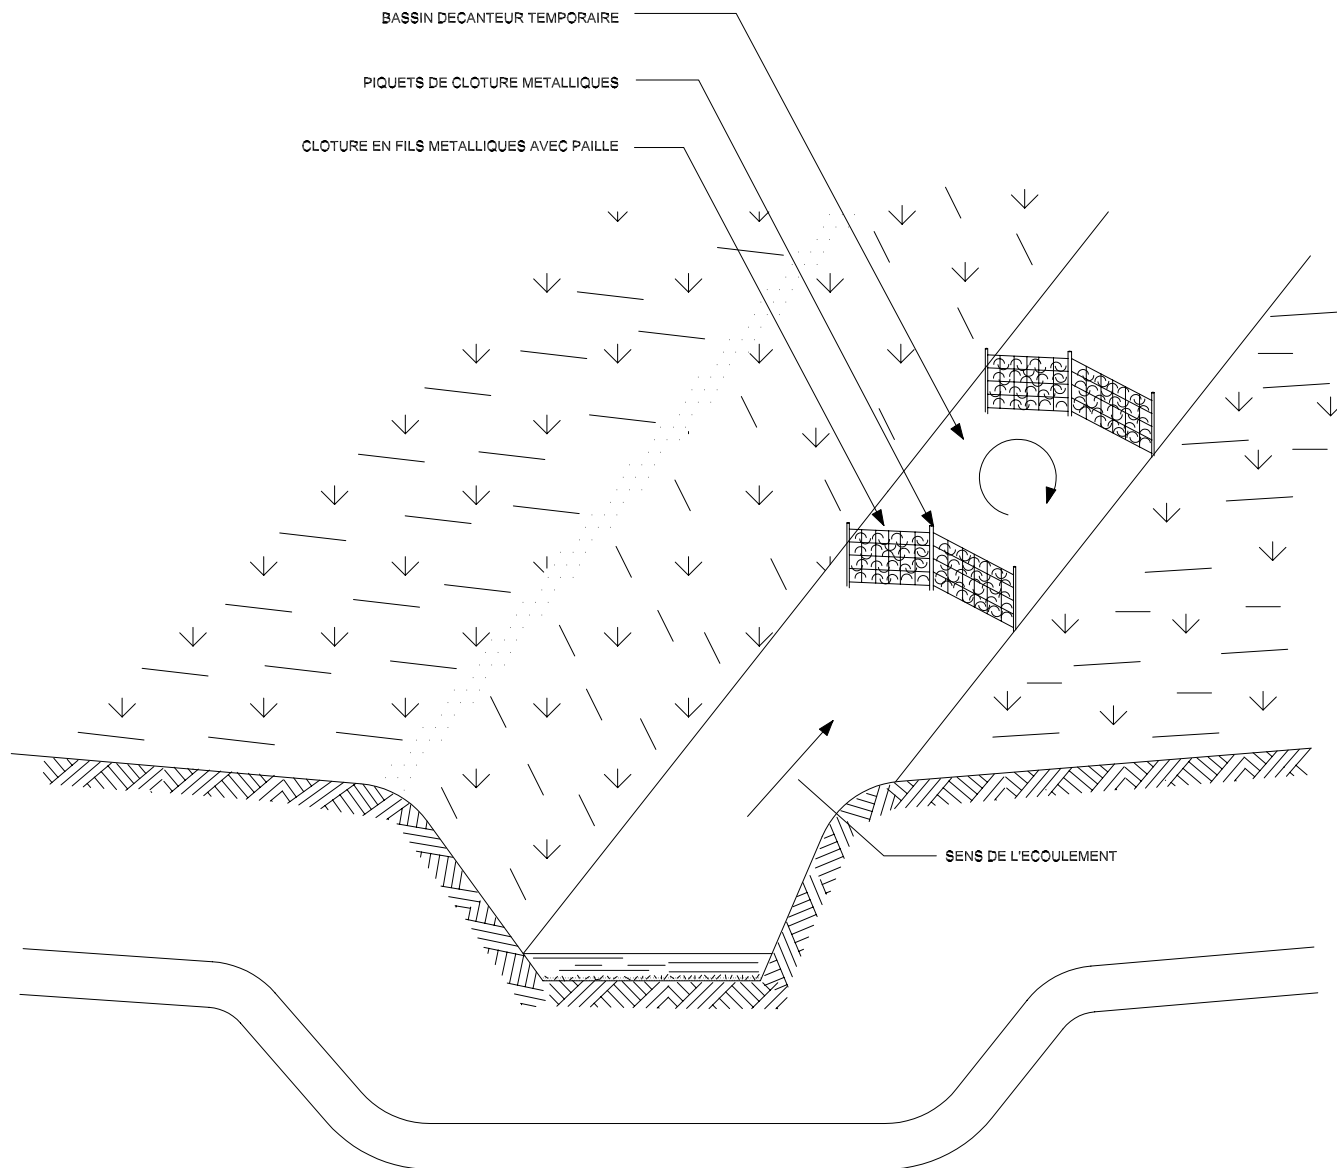 BASSIN DECANTEUR TEMPORAIRE
PIQUETS DE CLOTURE METALLIQUES
CLOTURE EN FILS METALLIQUES AVEC PAILLE
SENS DE L'ECOULEMENT